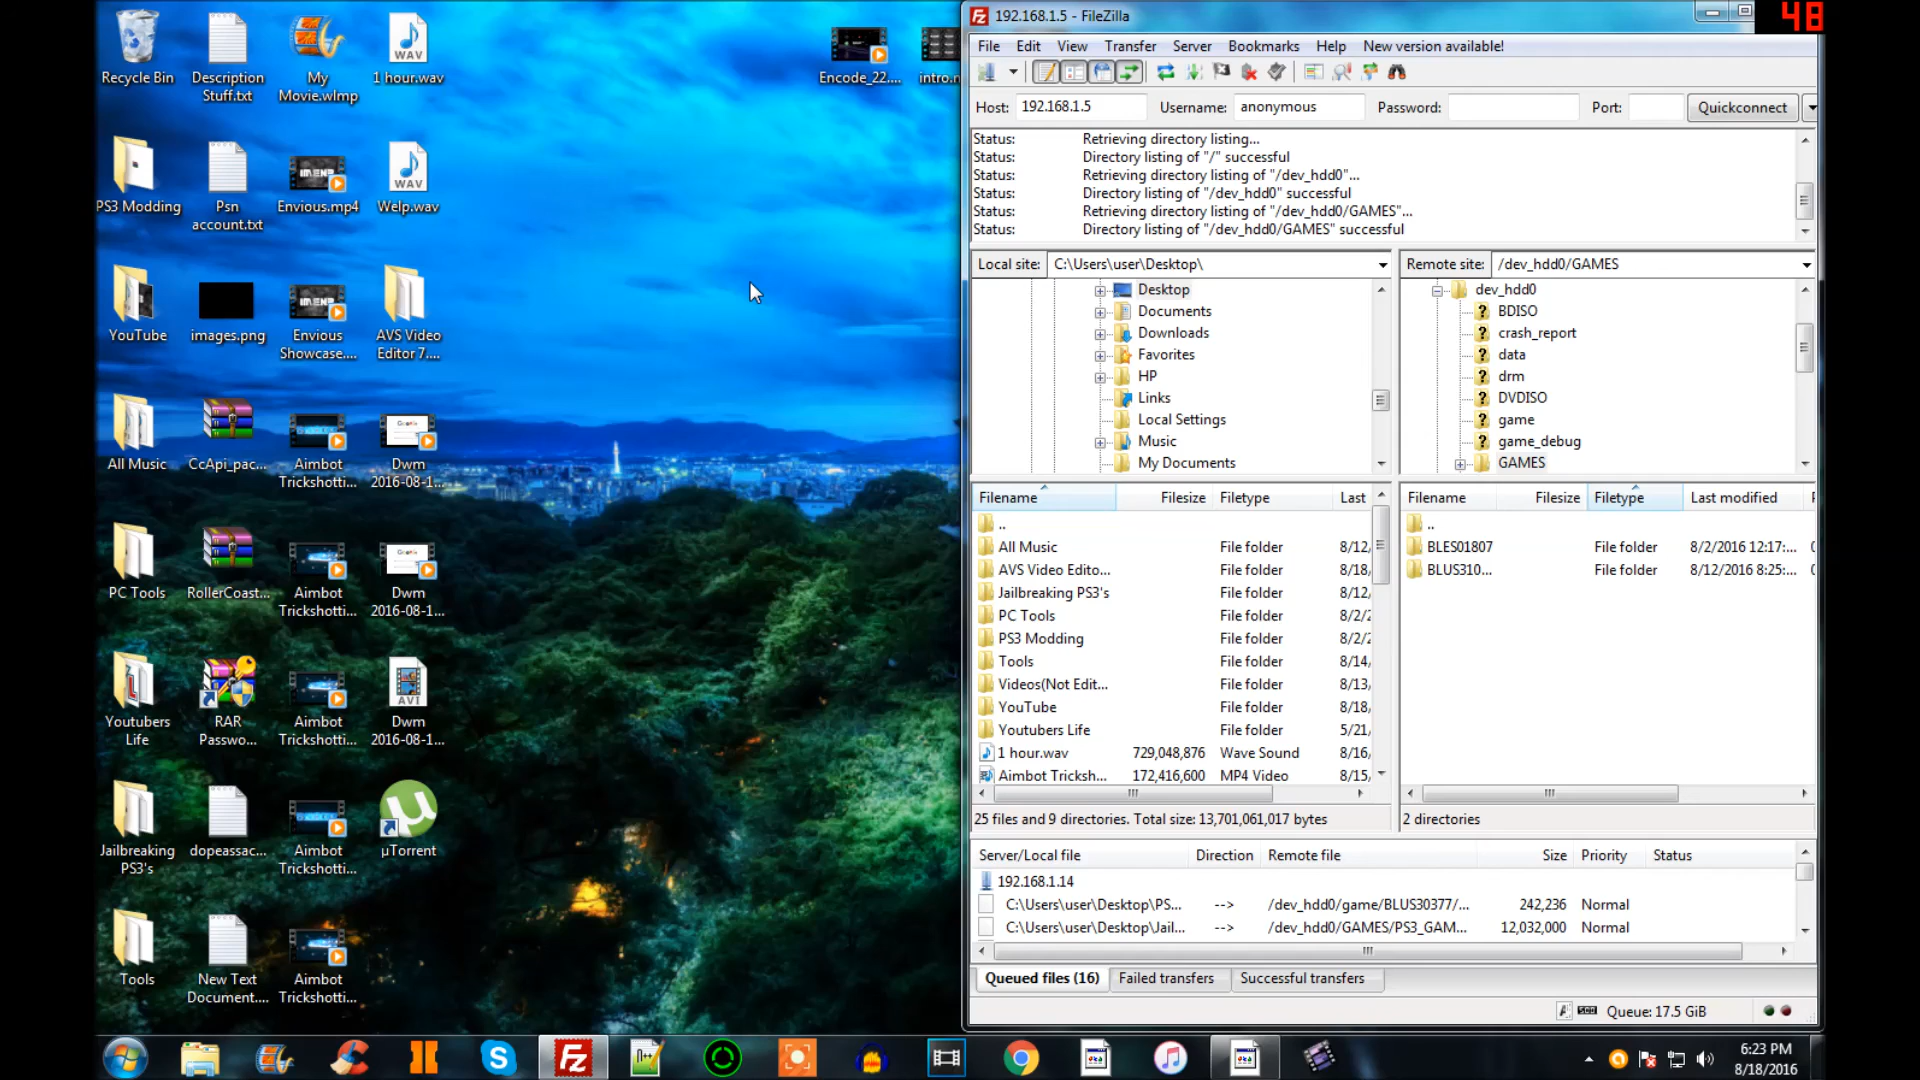 Recycle Bin
Description Stuff.txt
My Movie.wlmp
1 hour.wav
WAV
Encode_22....
intro.n
PS3 Modding
Psn account.txt
Envious.mp4
Welp.wav
WAV
YouTube
images.png
Envious Showcase....
AVS Video Editor 7....
All Music
CcApi_pac...
Aimbot Trickshotti...
Dwm 2016-08-1...
PC Tools
RollerCoast...
Aimbot Trickshotti...
Dwm 2016-08-1...
Youtubers Life
RAR Passwo...
Aimbot Trickshotti...
Dwm 2016-08-1...
AVI
Jailbreaking PS3's
dopeassac...
Aimbot Trickshotti...
µTorrent
Tools
New Text Document....
Aimbot Trickshotti...
192.168.1.5 - FileZilla
48
File Edit View Transfer Server Bookmarks Help New version available!
Host: 192.168.1.5 Username: anonymous Password: Port: Quickconnect
Status: Retrieving directory listing...
Status: Directory listing of "/" successful
Status: Retrieving directory listing of "/dev_hdd0"...
Status: Directory listing of "/dev_hdd0" successful
Status: Retrieving directory listing of "/dev_hdd0/GAMES"...
Status: Directory listing of "/dev_hdd0/GAMES" successful
Local site: C:\Users\user\Desktop\
Desktop
Documents
Downloads
Favorites
HP
Links
Local Settings
Music
My Documents
Remote site: /dev_hdd0/GAMES
dev_hdd0
BDISO
crash_report
data
drm
DVDISO
game
game_debug
GAMES
Filename Filesize Filetype Last
..
All Music File folder 8/12/
AVS Video Edito... File folder 8/18/
Jailbreaking PS3's File folder 8/12/
PC Tools File folder 8/2/2
PS3 Modding File folder 8/2/2
Tools File folder 8/14/
Videos(Not Edit... File folder 8/13/
YouTube File folder 8/18/
Youtubers Life File folder 5/21/
1 hour.wav 729,048,876 Wave Sound 8/16/
Aimbot Tricksh... 172,416,600 MP4 Video 8/15/
25 files and 9 directories. Total size: 13,701,061,017 bytes
Filename Filesize Filetype Last modified
..
BLES01807 File folder 8/2/2016 12:17:...
BLUS310... File folder 8/12/2016 8:25:...
2 directories
Server/Local file Direction Remote file Size Priority Status
192.168.1.14
C:\Users\user\Desktop\PS... --> /dev_hdd0/game/BLUS30377/... 242,236 Normal
C:\Users\user\Desktop\Jail... --> /dev_hdd0/GAMES/PS3_GAM... 12,032,000 Normal
Queued files (16) Failed transfers Successful transfers
Queue: 17.5 GiB
6:23 PM
8/18/2016